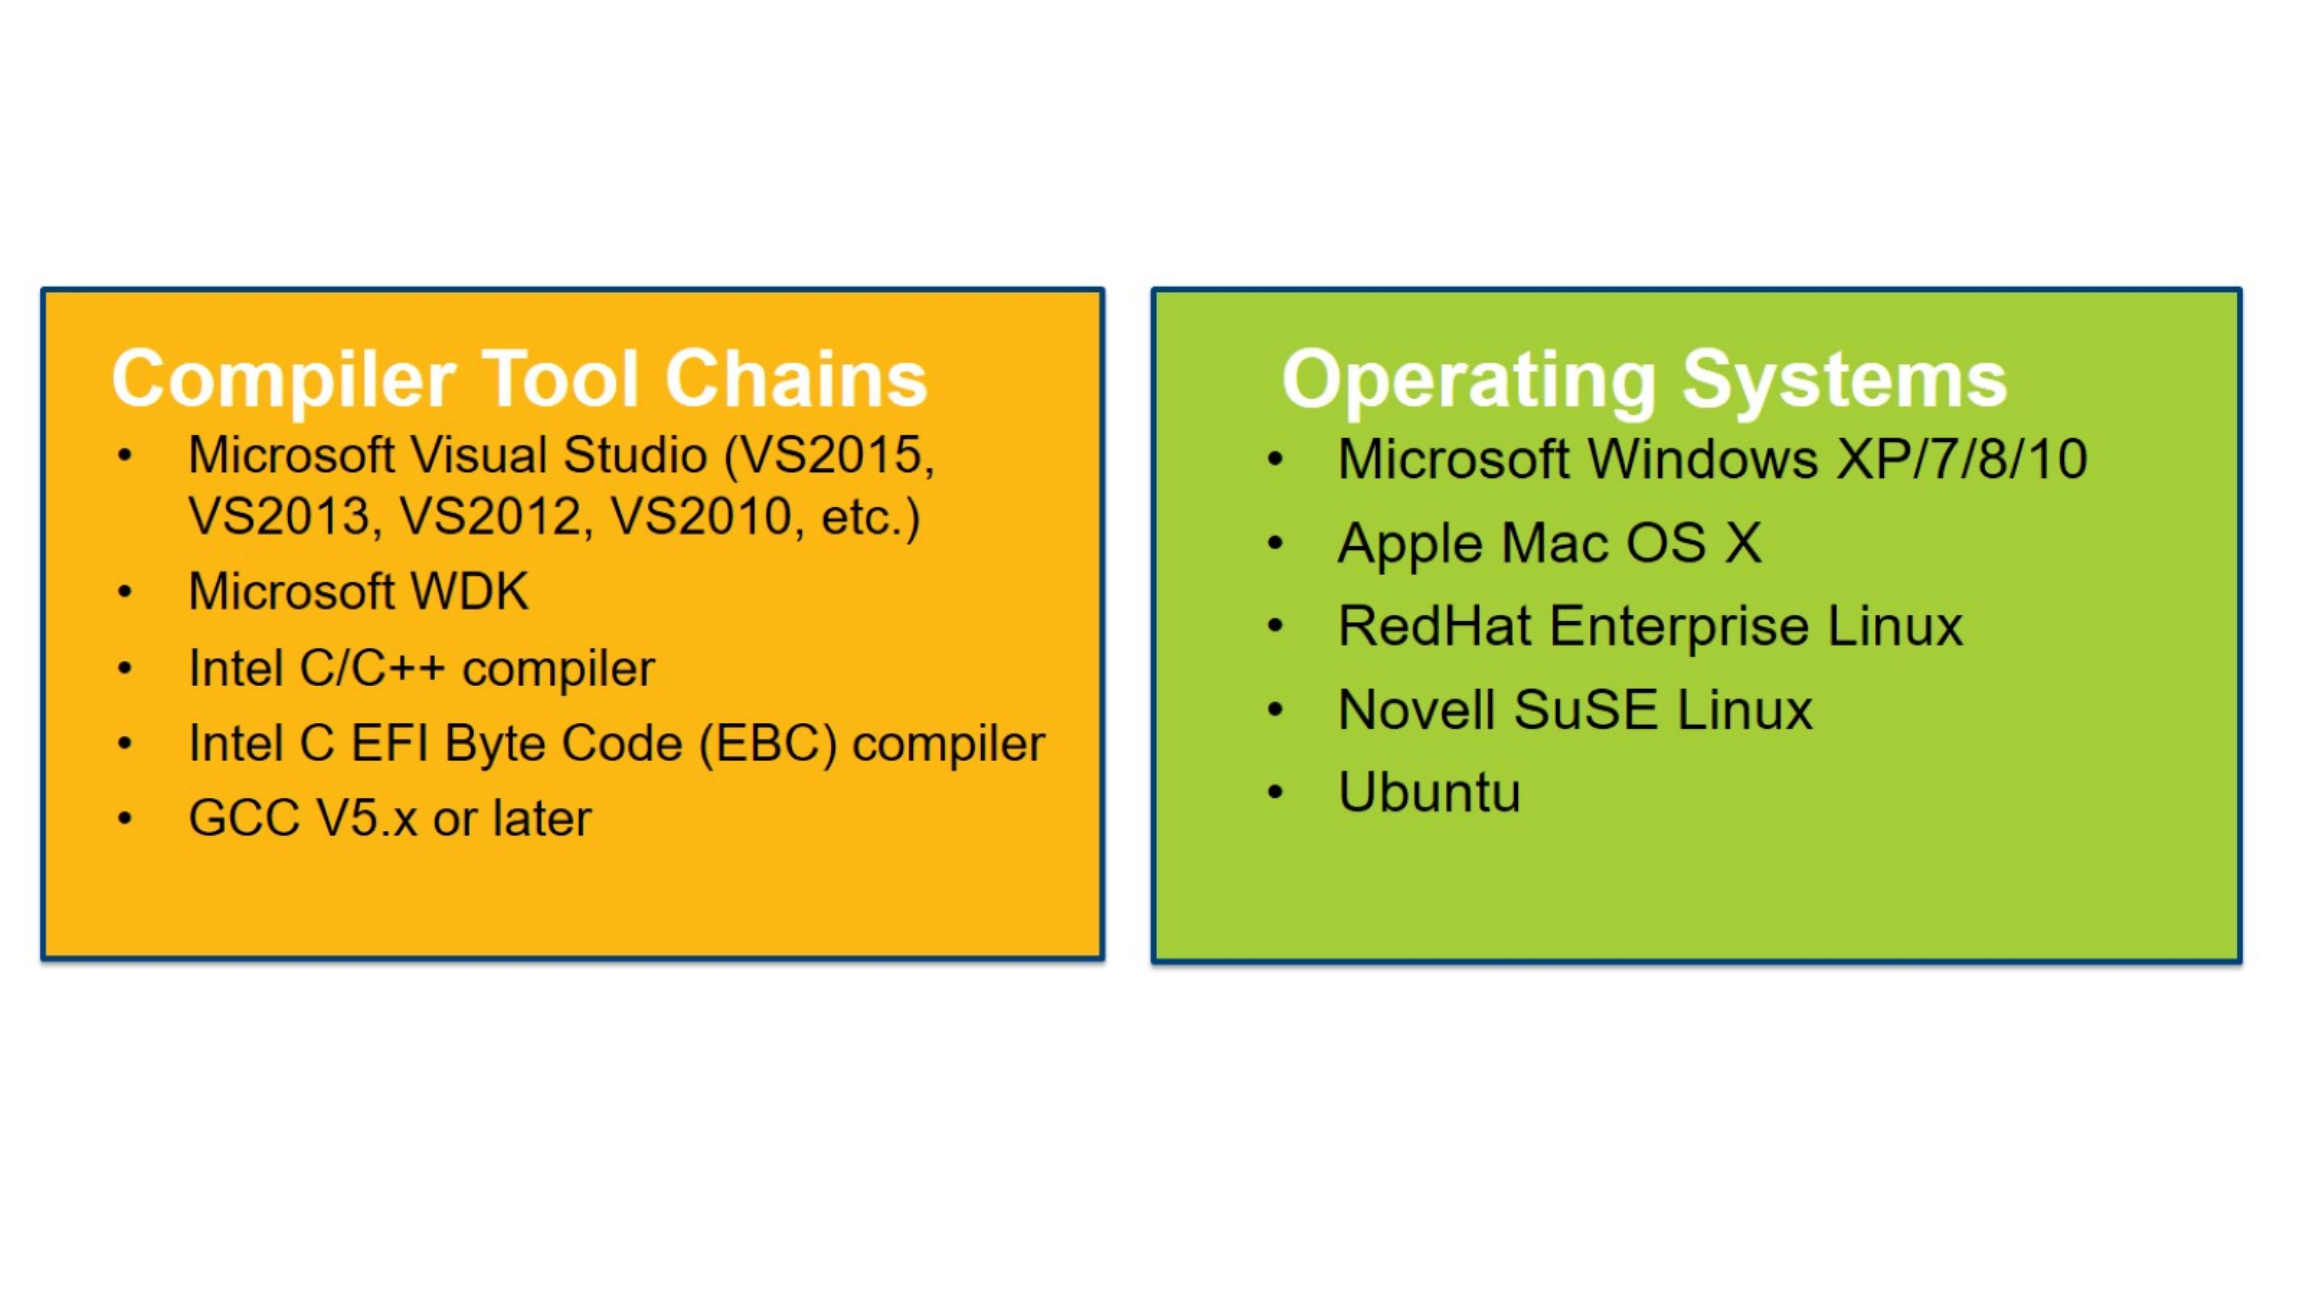 Compiler Tool Chains
• Microsoft Visual Studio (VS2015,
VS2013, VS2012, VS2010, etc.)
• Microsoft WDK
• Intel C/C++ compiler
• Intel C EFI Byte Code (EBC) compiler
• GCC V5.x or later
Operating Systems
• Microsoft Windows XP/7/8/10
• Apple Mac OS X
• RedHat Enterprise Linux
• Novell SuSE Linux
• Ubuntu